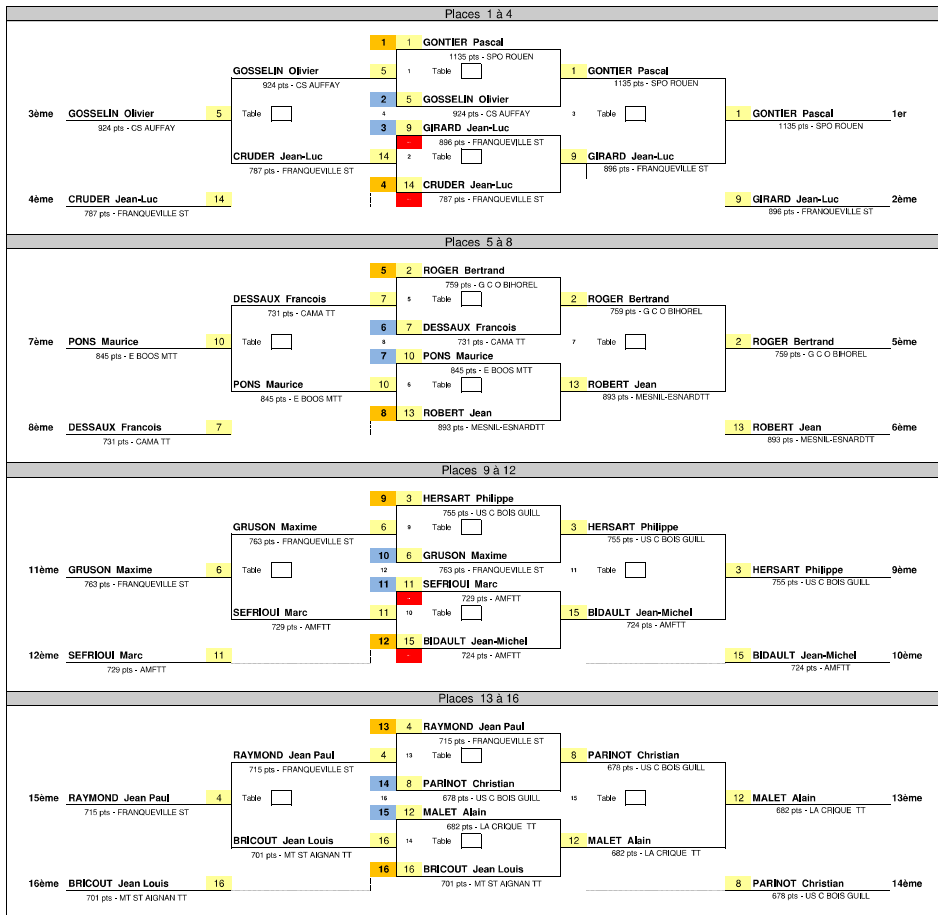 Places 1 à 4
1 1 GONTIER Pascal
1135 pts - SPO ROUEN
GOSSELIN Olivier 5 1 Table 1 GONTIER Pascal
924 pts - CS AUFFAY 1135 pts - SPO ROUEN
2 5 GOSSELIN Olivier
4 924 pts - CS AUFFAY
3ème GOSSELIN Olivier 5 Table 3 Table 1 GONTIER Pascal 1er
924 pts - CS AUFFAY 1135 pts - SPO ROUEN
3 9 GIRARD Jean-Luc
- 896 pts - FRANQUEVILLE ST
CRUDER Jean-Luc 14 2 Table 9 GIRARD Jean-Luc
787 pts - FRANQUEVILLE ST 896 pts - FRANQUEVILLE ST
4 14 CRUDER Jean-Luc
- 787 pts - FRANQUEVILLE ST
4ème CRUDER Jean-Luc 14 9 GIRARD Jean-Luc 2ème
787 pts - FRANQUEVILLE ST 896 pts - FRANQUEVILLE ST
Places 5 à 8
5 2 ROGER Bertrand
759 pts - G C O BIHOREL
DESSAUX Francois 7 5 Table 2 ROGER Bertrand
731 pts - CAMA TT 759 pts - G C O BIHOREL
6 7 DESSAUX Francois
8 731 pts - CAMA TT
7ème PONS Maurice 10 Table 7 Table 2 ROGER Bertrand 5ème
845 pts - E BOOS MTT 759 pts - G C O BIHOREL
7 10 PONS Maurice
845 pts - E BOOS MTT
PONS Maurice 10 6 Table 13 ROBERT Jean
845 pts - E BOOS MTT 893 pts - MESNIL-ESNARDTT
8 13 ROBERT Jean
893 pts - MESNIL-ESNARDTT
8ème DESSAUX Francois 7 13 ROBERT Jean 6ème
731 pts - CAMA TT 893 pts - MESNIL-ESNARDTT
Places 9 à 12
9 3 HERSART Philippe
755 pts - US C BOIS GUILL
GRUSON Maxime 6 9 Table 3 HERSART Philippe
763 pts - FRANQUEVILLE ST 755 pts - US C BOIS GUILL
10 6 GRUSON Maxime
12 763 pts - FRANQUEVILLE ST
11ème GRUSON Maxime 6 Table 11 Table 3 HERSART Philippe 9ème
763 pts - FRANQUEVILLE ST 755 pts - US C BOIS GUILL
11 11 SEFRIOUI Marc
- 729 pts - AMFTT
SEFRIOUI Marc 11 10 Table 15 BIDAULT Jean-Michel
729 pts - AMFTT 724 pts - AMFTT
12 15 BIDAULT Jean-Michel
- 724 pts - AMFTT
12ème SEFRIOUI Marc 11 15 BIDAULT Jean-Michel 10ème
729 pts - AMFTT 724 pts - AMFTT
Places 13 à 16
13 4 RAYMOND Jean Paul
715 pts - FRANQUEVILLE ST
RAYMOND Jean Paul 4 13 Table 8 PARINOT Christian
715 pts - FRANQUEVILLE ST 678 pts - US C BOIS GUILL
14 8 PARINOT Christian
16 678 pts - US C BOIS GUILL
15ème RAYMOND Jean Paul 4 Table 15 Table 12 MALET Alain 13ème
715 pts - FRANQUEVILLE ST 682 pts - LA CRIQUE TT
15 12 MALET Alain
682 pts - LA CRIQUE TT
BRICOUT Jean Louis 16 14 Table 12 MALET Alain
701 pts - MT ST AIGNAN TT 682 pts - LA CRIQUE TT
16 16 BRICOUT Jean Louis
701 pts - MT ST AIGNAN TT
16ème BRICOUT Jean Louis 16 8 PARINOT Christian 14ème
701 pts - MT ST AIGNAN TT 678 pts - US C BOIS GUILL